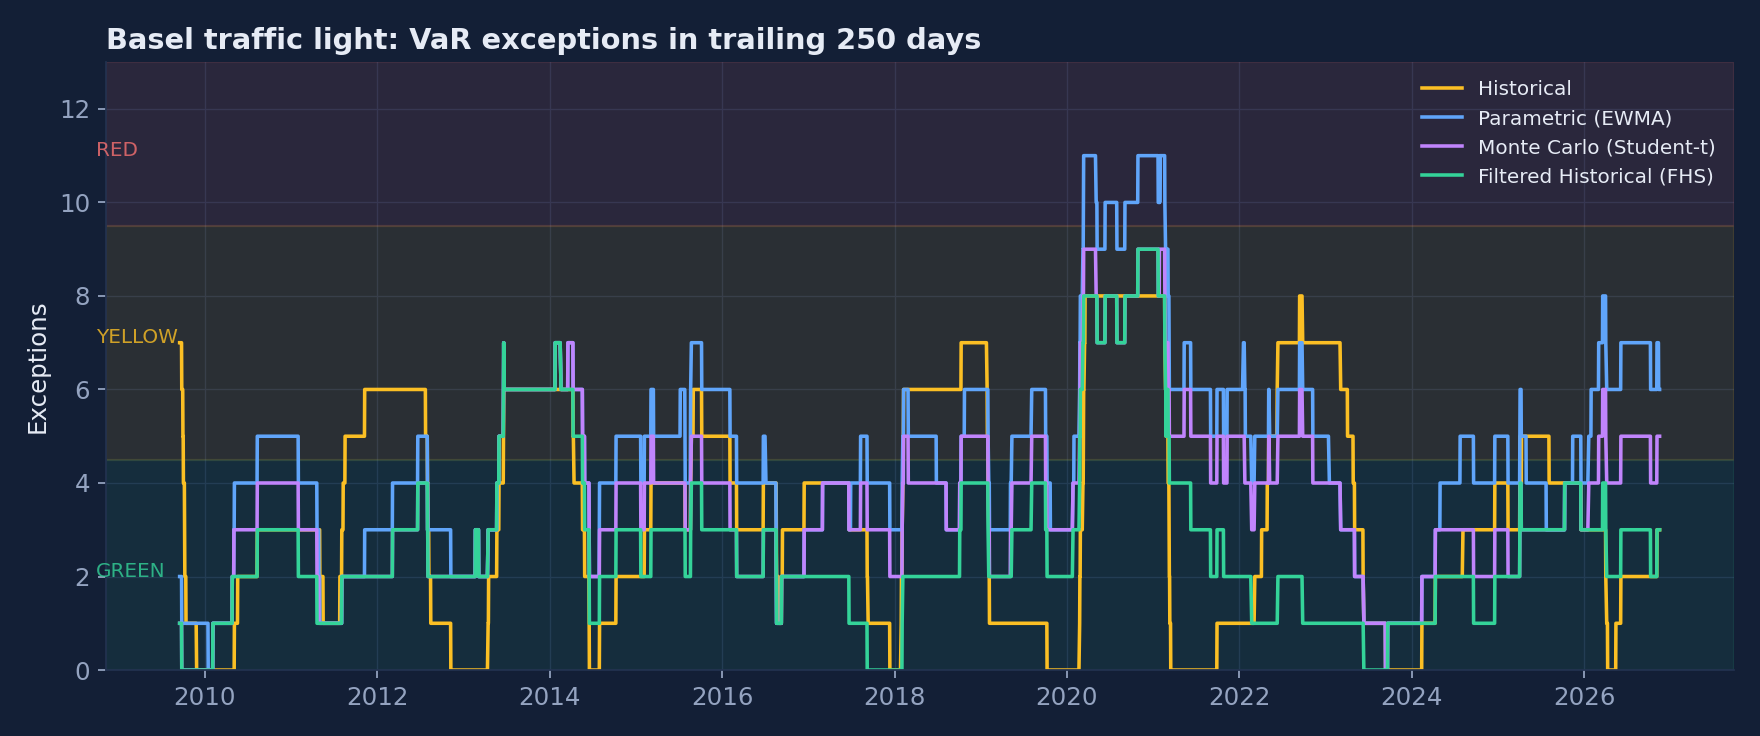 Basel traffic light: VaR exceptions in trailing 250 days
Historical
Parametric (EWMA)
Monte Carlo (Student-t)
Filtered Historical (FHS)
Exceptions
12
10
8
6
4
2
0
RED
YELLOW
GREEN
2010 2012 2014 2016 2018 2020 2022 2024 2026